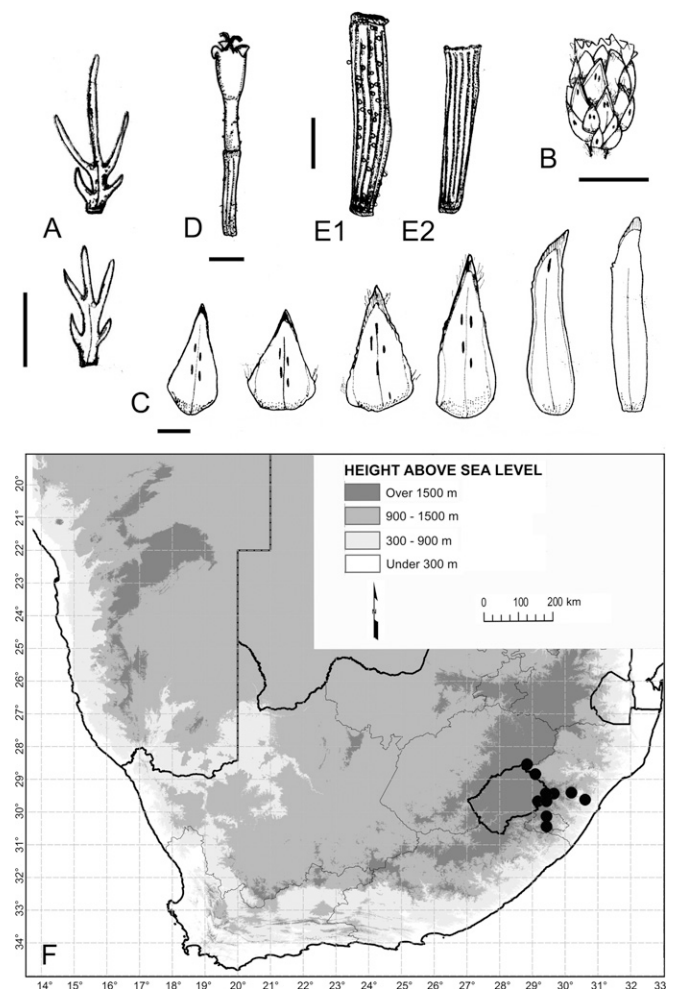 A
D
E1
E2
B
C
HEIGHT ABOVE SEA LEVEL
Over 1500 m
900 - 1500 m
300 - 900 m
Under 300 m
0 100 200 km
20°
21°
22°
23°
24°
25°
26°
27°
28°
29°
30°
31°
32°
33°
34°
F
14° 15° 16° 17° 18° 19° 20° 21° 22° 23° 24° 25° 26° 27° 28° 29° 30° 31° 32° 33